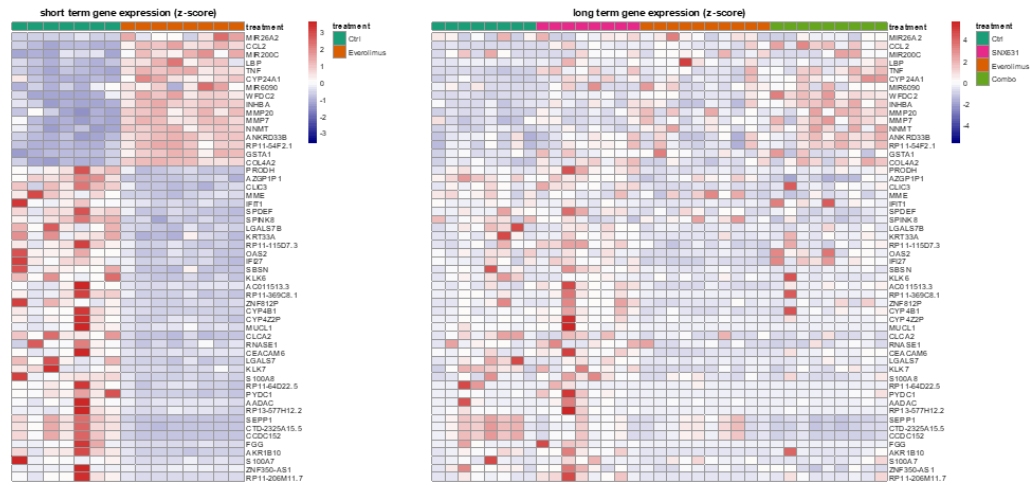 short term gene expression (z-score)
treatment
MIR26A2
CCL2
MIR200C
LBP
TNF
CYP24A1
MIR6090
WFDC2
INHBA
MMP20
MMP7
NNMT
ANKRD33B
RP11-54F2.1
GSTA1
COL4A2
PRODH
AZGP1P1
CLIC3
MME
IFIT1
SPDEF
SPINK8
LGALS7B
KRT33A
RP11-115D7.3
OAS2
IFI27
SBSN
KLK6
AC011513.3
RP11-369C8.1
ZNF812P
CYP4B1
CYP4Z2P
MUCL1
CLCA2
RNASE1
CEACAM6
LGALS7
KLK7
S100A8
RP11-64D22.5
PYDC1
AADAC
RP13-577H12.2
SEPP1
CTD-2325A15.5
CCDC152
FGG
AKR1B10
S100A7
ZNF350-AS1
RP11-206M11.7
3
2
1
0
-1
-2
-3
treatment
Ctrl
Everolimus
long term gene expression (z-score)
treatment
MIR26A2
CCL2
MIR200C
LBP
TNF
CYP24A1
MIR6090
WFDC2
INHBA
MMP20
MMP7
NNMT
ANKRD33B
RP11-54F2.1
GSTA1
COL4A2
PRODH
AZGP1P1
CLIC3
MME
IFIT1
SPDEF
SPINK8
LGALS7B
KRT33A
RP11-115D7.3
OAS2
IFI27
SBSN
KLK6
AC011513.3
RP11-369C8.1
ZNF812P
CYP4B1
CYP4Z2P
MUCL1
CLCA2
RNASE1
CEACAM6
LGALS7
KLK7
S100A8
RP11-64D22.5
PYDC1
AADAC
RP13-577H12.2
SEPP1
CTD-2325A15.5
CCDC152
FGG
AKR1B10
S100A7
ZNF350-AS1
RP11-206M11.7
4
2
0
-2
-4
treatment
Ctrl
SNX631
Everolimus
Combo